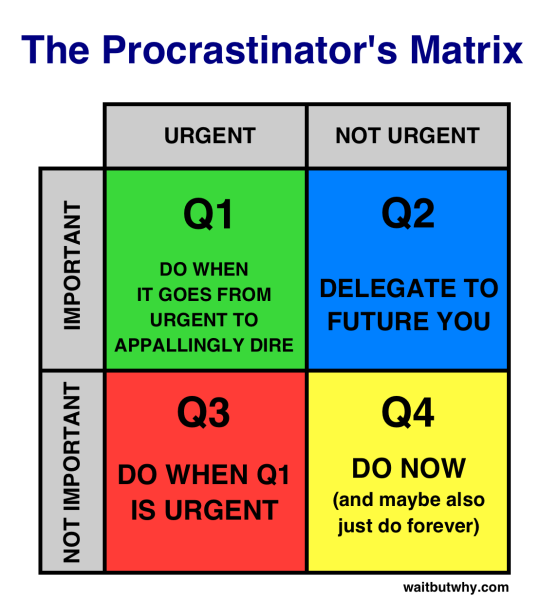 The Procrastinator's Matrix
URGENT
NOT URGENT
IMPORTANT
Q1
DO WHEN
IT GOES FROM
URGENT TO
APPALLINGLY DIRE
Q2
DELEGATE TO
FUTURE YOU
NOT IMPORTANT
Q3
DO WHEN Q1
IS URGENT
Q4
DO NOW
(and maybe also
just do forever)
waitbutwhy.com